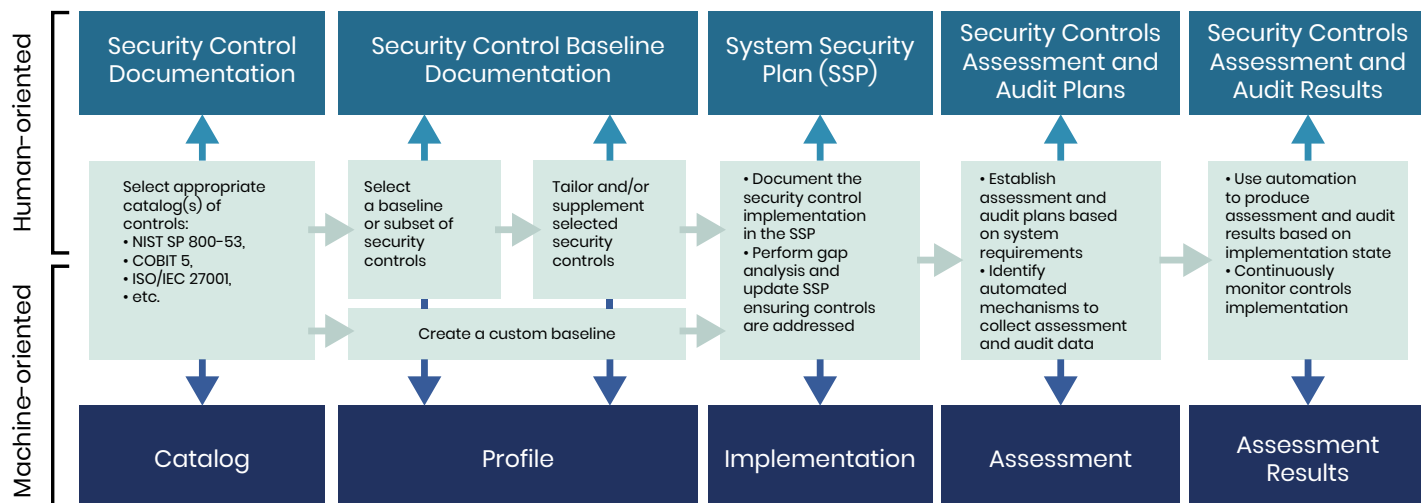 Human-oriented
Machine-oriented
Security Control
Documentation
Security Control Baseline
Documentation
System Security
Plan (SSP)
Security Controls
Assessment and
Audit Plans
Security Controls
Assessment and
Audit Results
Select appropriate
catalog(s) of
controls:
• NIST SP 800-53,
• COBIT 5,
• ISO/IEC 27001,
• etc.
Select
a baseline
or subset of
security
controls
Tailor and/or
supplement
selected
security
controls
Create a custom baseline
• Document the
security control
implementation
in the SSP
• Perform gap
analysis and
update SSP
ensuring controls
are addressed
• Establish
assessment and
audit plans based
on system
requirements
• Identify
automated
mechanisms to
collect assessment
and audit data
• Use automation
to produce
assessment and audit
results based on
implementation state
• Continuously
monitor controls
implementation
Catalog
Profile
Implementation
Assessment
Assessment
Results